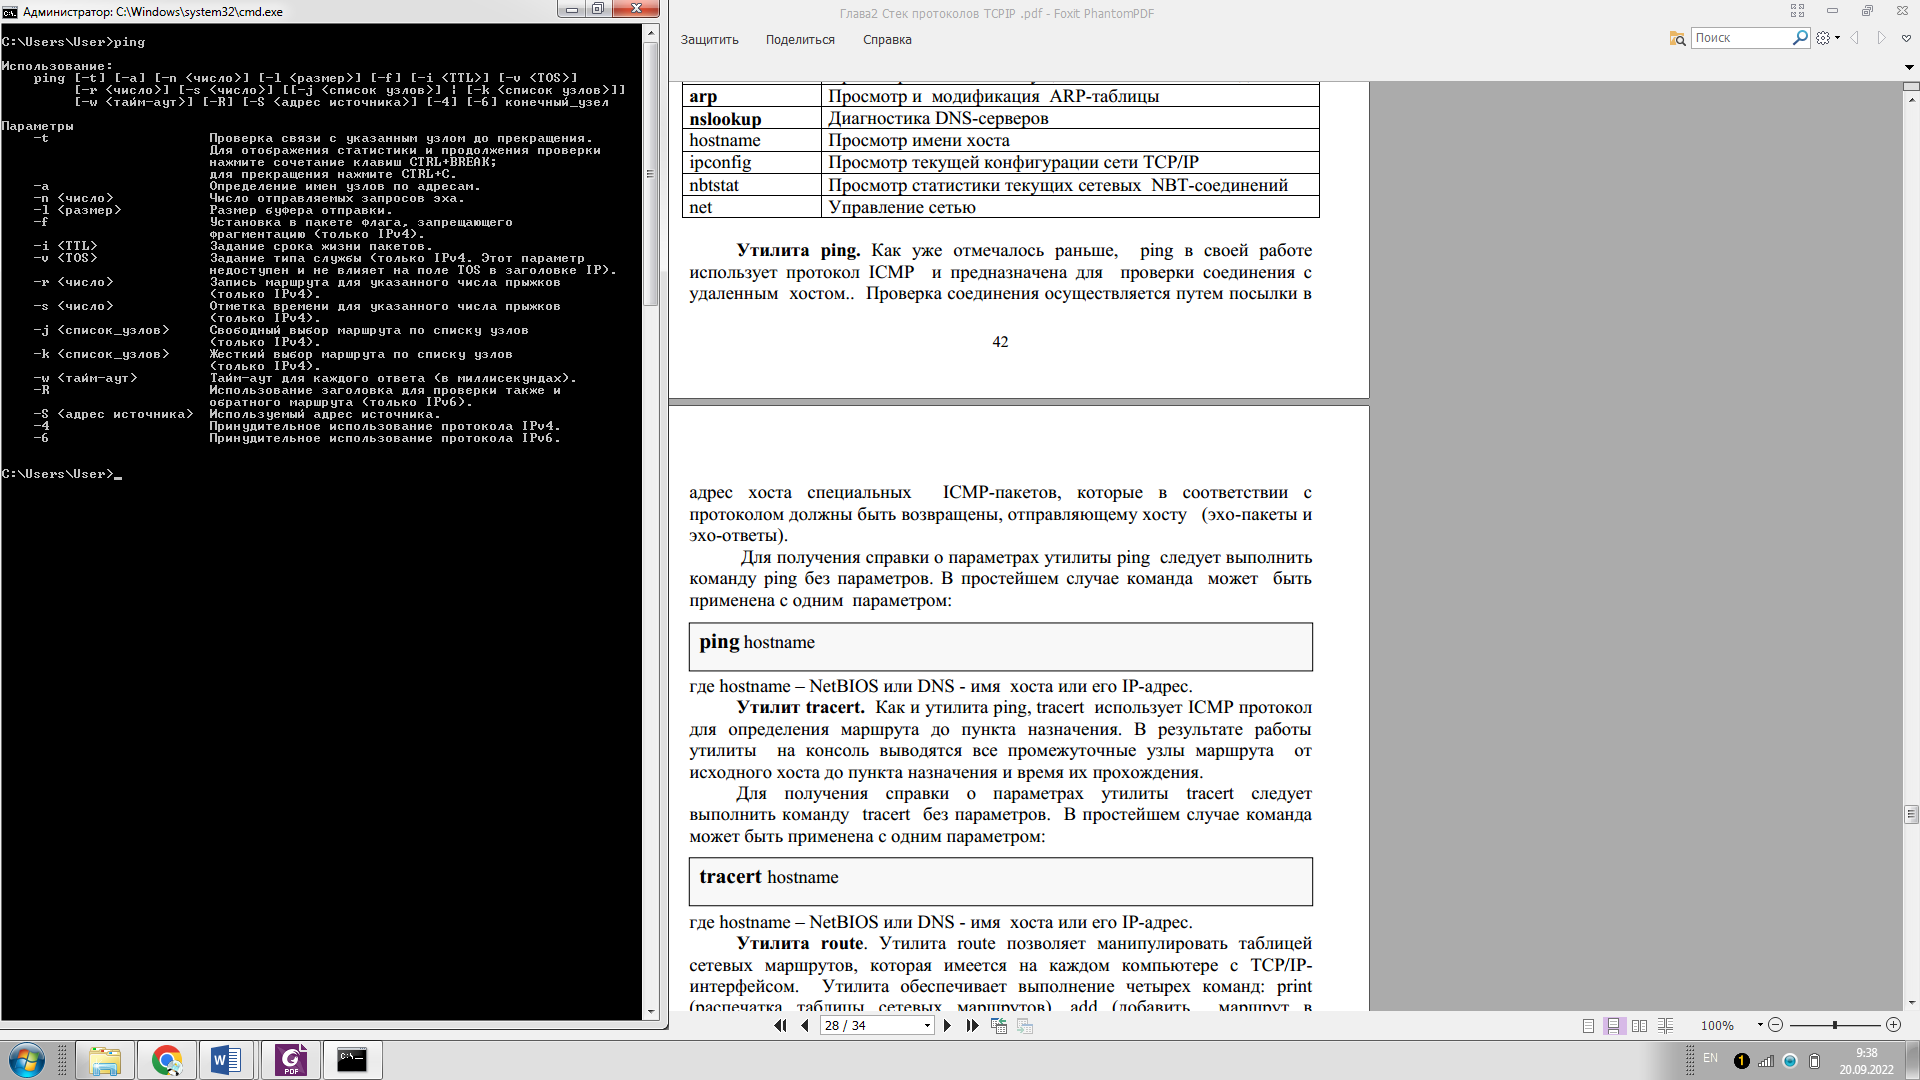 Администратор: C:\Windows\system32\cmd.exe
C:\Users\User>ping
Использование:
ping [-t] [-a] [-n <число>] [-l <размер>] [-f] [-i <TTL>] [-v <TOS>]
[-r <число>] [-s <число>] [[-j <список узлов>] ¦ [-k <список узлов>]]
[-w <тайм-аут>] [-R] [-S <адрес источника>] [-4] [-6] конечный_узел
Параметры
-t Проверка связи с указанным узлом до прекращения.
Для отображения статистики и продолжения проверки
нажмите сочетание клавиш CTRL+BREAK;
для прекращения нажмите CTRL+C.
-a Определение имен узлов по адресам.
-n <число> Число отправляемых запросов эха.
-l <размер> Размер буфера отправки.
-f Установка в пакете флага, запрещающего
фрагментацию (только IPv4).
-i <TTL> Задание срока жизни пакетов.
-v <TOS> Задание типа службы (только IPv4. Этот параметр
недоступен и не влияет на поле TOS в заголовке IP).
-r <число> Запись маршрута для указанного числа прыжков
(только IPv4).
-s <число> Отметка времени для указанного числа прыжков
(только IPv4).
-j <список_узлов> Свободный выбор маршрута по списку узлов
(только IPv4).
-k <список_узлов> Жесткий выбор маршрута по списку узлов
(только IPv4).
-w <тайм-аут> Тайм-аут для каждого ответа (в миллисекундах).
-R Использование заголовка для проверки также и
обратного маршрута (только IPv6).
-S <адрес источника> Используемый адрес источника.
-4 Принудительное использование протокола IPv4.
-6 Принудительное использование протокола IPv6.
C:\Users\User>_
Глава2 Стек протоколов TCPIP .pdf - Foxit PhantomPDF
Защитить Поделиться Справка
Поиск
arp Просмотр и модификация ARP-таблицы
nslookup Диагностика DNS-серверов
hostname Просмотр имени хоста
ipconfig Просмотр текущей конфигурации сети TCP/IP
nbtstat Просмотр статистики текущих сетевых NBT-соединений
net Управление сетью
Утилита ping. Как уже отмечалось раньше, ping в своей работе
использует протокол ICMP и предназначена для проверки соединения с
удаленным хостом.. Проверка соединения осуществляется путем посылки в
42
адрес хоста специальных ICMP-пакетов, которые в соответствии с
протоколом должны быть возвращены, отправляющему хосту (эхо-пакеты и
эхо-ответы).
Для получения справки о параметрах утилиты ping следует выполнить
команду ping без параметров. В простейшем случае команда может быть
применена с одним параметром:
ping hostname
где hostname – NetBIOS или DNS - имя хоста или его IP-адрес.
Утилит tracert. Как и утилита ping, tracert использует ICMP протокол
для определения маршрута до пункта назначения. В результате работы
утилиты на консоль выводятся все промежуточные узлы маршрута от
исходного хоста до пункта назначения и время их прохождения.
Для получения справки о параметрах утилиты tracert следует
выполнить команду tracert без параметров. В простейшем случае команда
может быть применена с одним параметром:
tracert hostname
где hostname – NetBIOS или DNS - имя хоста или его IP-адрес.
Утилита route. Утилита route позволяет манипулировать таблицей
сетевых маршрутов, которая имеется на каждом компьютере с TCP/IP-
интерфейсом. Утилита обеспечивает выполнение четырех команд: print
(распечатка таблицы сетевых маршрутов), add (добавить маршрут в
28 / 34
100%
EN
9:38
20.09.2022